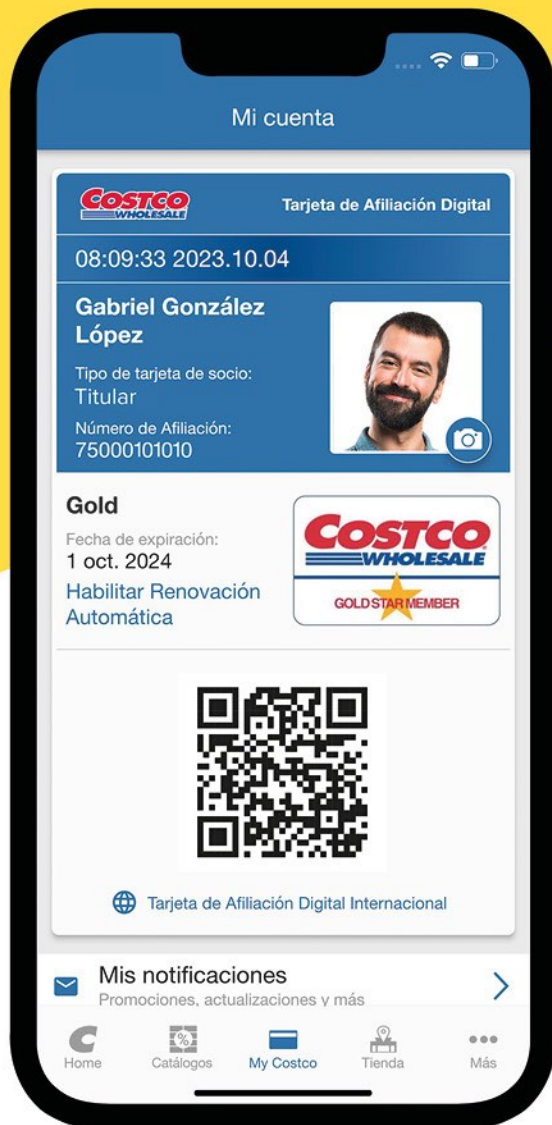 Mi cuenta
COSTCO
WHOLESALE
Tarjeta de Afiliación Digital
08:09:33 2023.10.04
Gabriel González
López
Tipo de tarjeta de socio:
Titular
Número de Afiliación:
75000101010
Gold
Fecha de expiración:
1 oct. 2024
Habilitar Renovación
Automática
COSTCO
WHOLESALE
GOLD STAR MEMBER
Tarjeta de Afiliación Digital Internacional
Mis notificaciones
Promociones, actualizaciones y más
Home
Catálogos
My Costco
Tienda
Más